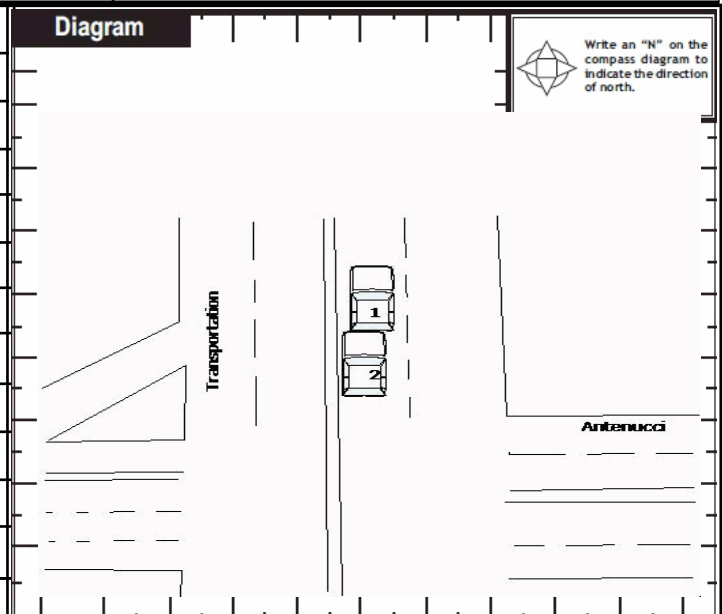 Diagram
Write an “N” on the
compass diagram to
indicate the direction
of north.
Transportation
1
2
Antenucci